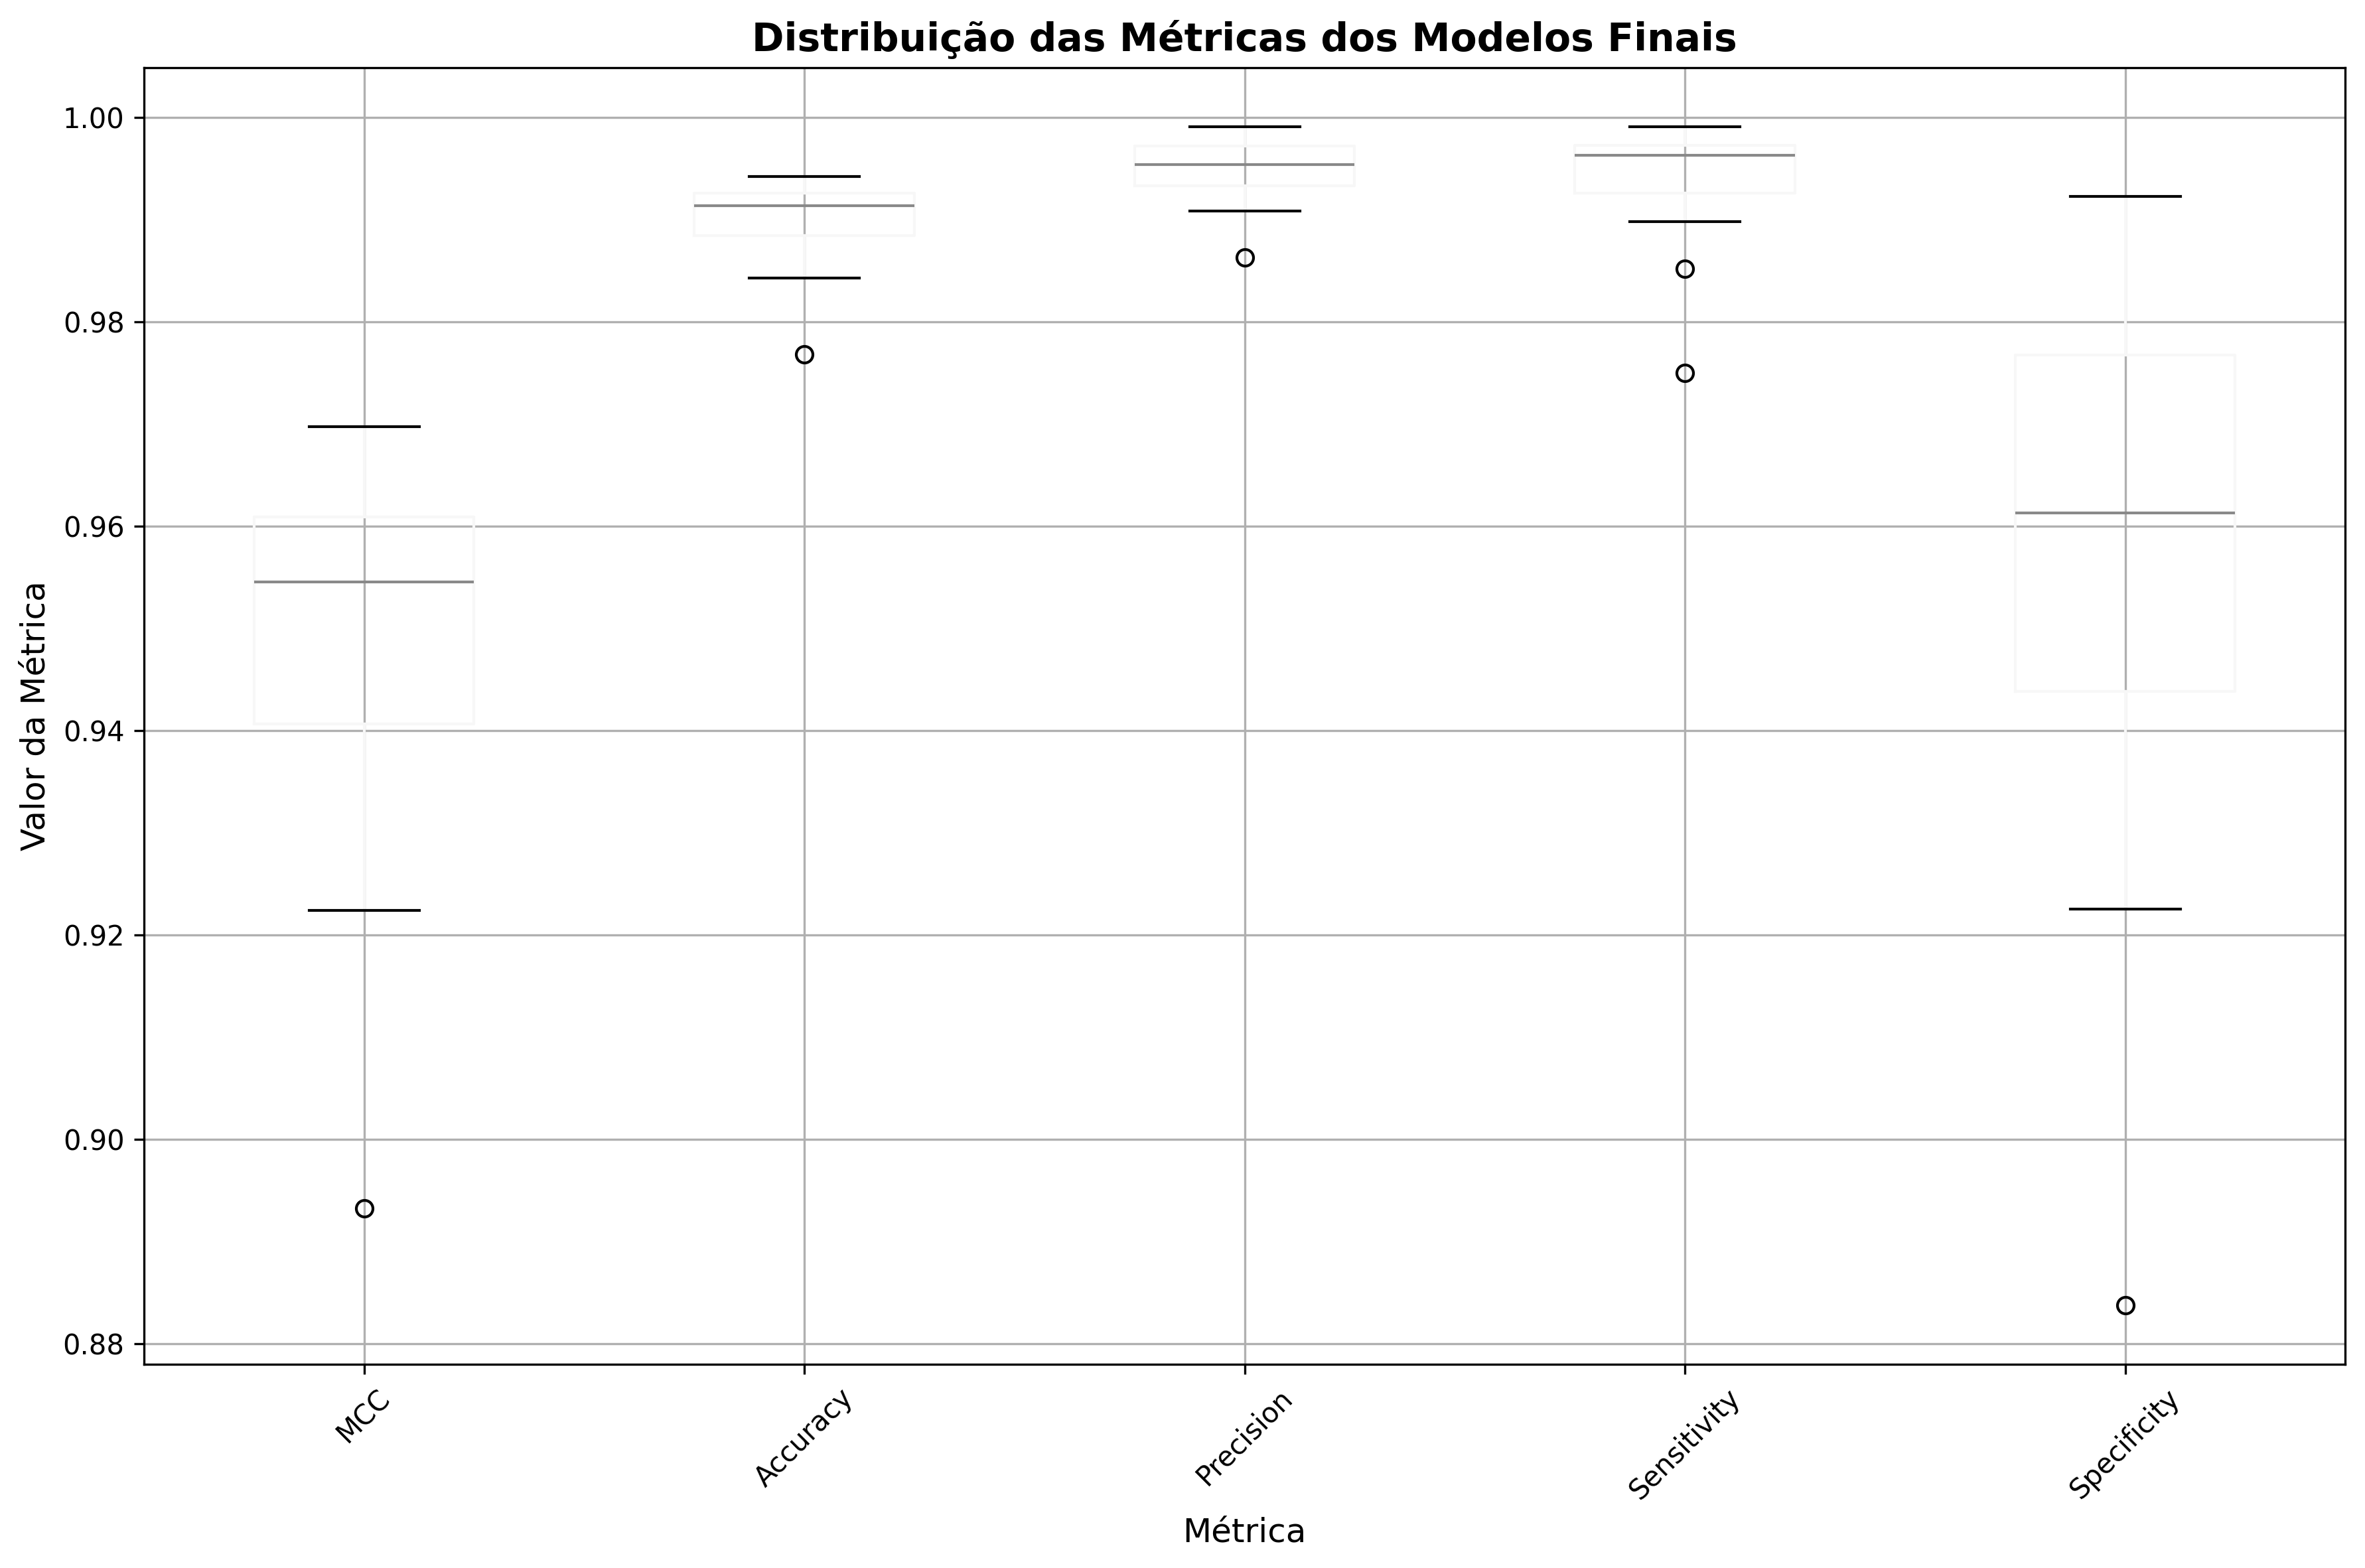 Distribuição das Métricas dos Modelos Finais
Valor da Métrica
1.00
0.98
0.96
0.94
0.92
0.90
0.88
MCC
Accuracy
Precision
Sensitivity
Specificity
Métrica